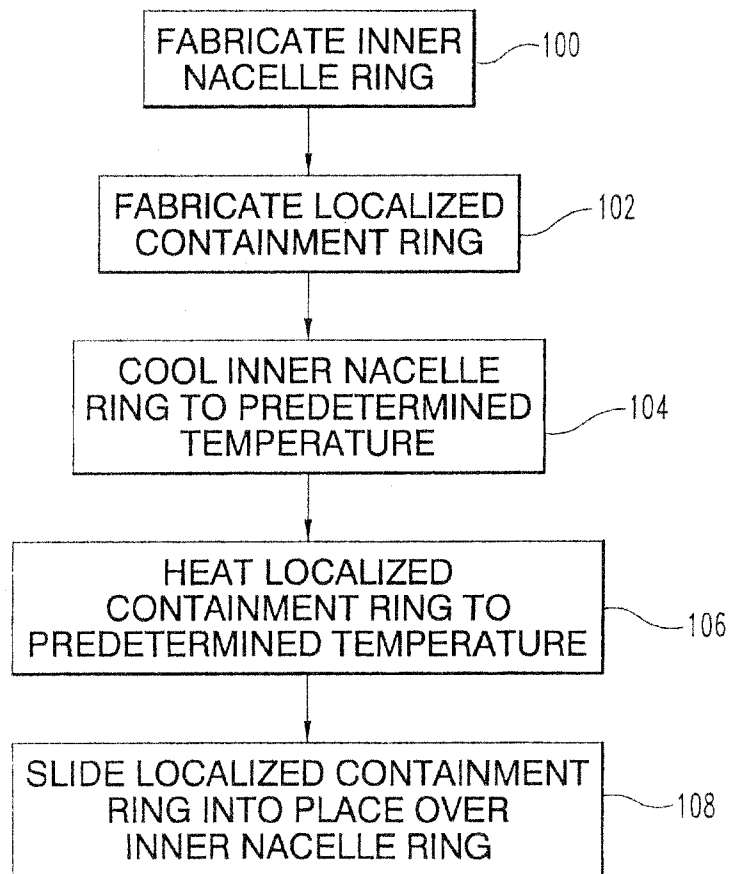 FABRICATE INNER
NACELLE RING
100
FABRICATE LOCALIZED
CONTAINMENT RING
102
COOL INNER NACELLE
RING TO PREDETERMINED
TEMPERATURE
104
HEAT LOCALIZED
CONTAINMENT RING TO
PREDETERMINED TEMPERATURE
106
SLIDE LOCALIZED CONTAINMENT
RING INTO PLACE OVER
INNER NACELLE RING
108